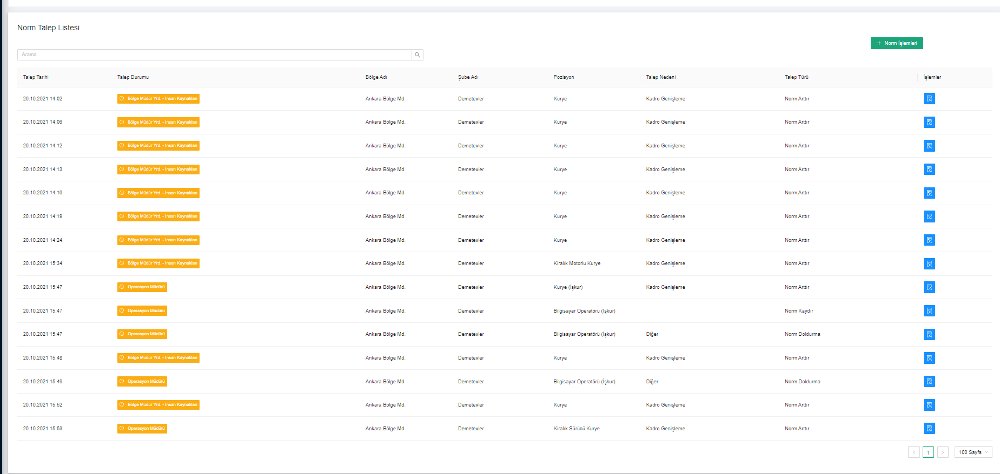 Norm Talep Listesi
+ Norm İşlemleri
Arama
Talep Tarihi Talep Durumu Bölge Adı Şube Adı Pozisyon Talep Nedeni Talep Türü İşlemler
20.10.2021 14:02 Bölge Müdür Yrd. - Insan Kaynakları Ankara Bölge Md. Demetevler Kurye Kadro Genişleme Norm Arttır
20.10.2021 14:06 Bölge Müdür Yrd. - Insan Kaynakları Ankara Bölge Md. Demetevler Kurye Kadro Genişleme Norm Arttır
20.10.2021 14:12 Bölge Müdür Yrd. - Insan Kaynakları Ankara Bölge Md. Demetevler Kurye Kadro Genişleme Norm Arttır
20.10.2021 14:13 Bölge Müdür Yrd. - Insan Kaynakları Ankara Bölge Md. Demetevler Kurye Kadro Genişleme Norm Arttır
20.10.2021 14:16 Bölge Müdür Yrd. - Insan Kaynakları Ankara Bölge Md. Demetevler Kurye Kadro Genişleme Norm Arttır
20.10.2021 14:19 Bölge Müdür Yrd. - Insan Kaynakları Ankara Bölge Md. Demetevler Kurye Kadro Genişleme Norm Arttır
20.10.2021 14:24 Bölge Müdür Yrd. - Insan Kaynakları Ankara Bölge Md. Demetevler Kurye Kadro Genişleme Norm Arttır
20.10.2021 15:34 Bölge Müdür Yrd. - Insan Kaynakları Ankara Bölge Md. Demetevler Kiralık Motorlu Kurye Kadro Genişleme Norm Arttır
20.10.2021 15:47 Operasyon Müdürü Ankara Bölge Md. Demetevler Kurye (İşkur) Kadro Genişleme Norm Arttır
20.10.2021 15:47 Operasyon Müdürü Ankara Bölge Md. Demetevler Bilgisayar Operatörü (İşkur) Norm Kaydır
20.10.2021 15:47 Operasyon Müdürü Ankara Bölge Md. Demetevler Bilgisayar Operatörü (İşkur) Diğer Norm Doldurma
20.10.2021 15:48 Bölge Müdür Yrd. - Insan Kaynakları Ankara Bölge Md. Demetevler Kurye Kadro Genişleme Norm Arttır
20.10.2021 15:49 Operasyon Müdürü Ankara Bölge Md. Demetevler Bilgisayar Operatörü (İşkur) Diğer Norm Doldurma
20.10.2021 15:52 Bölge Müdür Yrd. - Insan Kaynakları Ankara Bölge Md. Demetevler Kurye Kadro Genişleme Norm Arttır
20.10.2021 15:53 Operasyon Müdürü Ankara Bölge Md. Demetevler Kiralık Sürücü Kurye Kadro Genişleme Norm Arttır
< 1 > 100 Sayfa